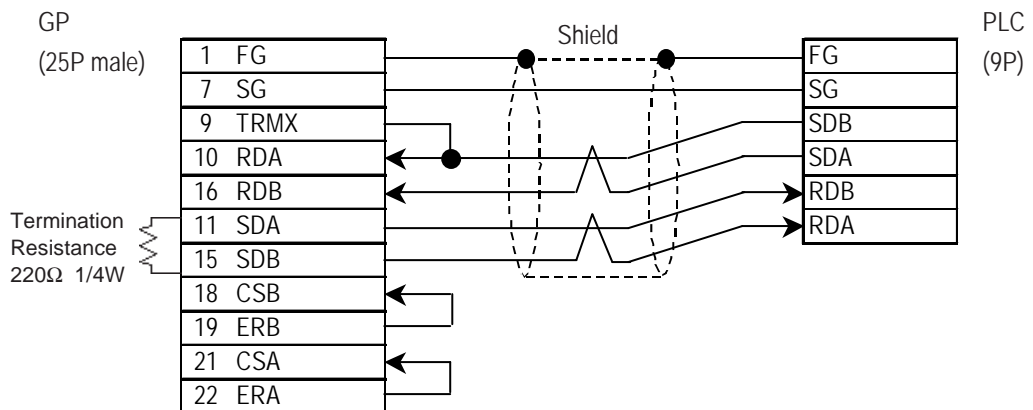 GP
(25P male)
Shield
PLC
(9P)
1 FG
7 SG
9 TRMX
10 RDA
16 RDB
11 SDA
15 SDB
18 CSB
19 ERB
21 CSA
22 ERA
Termination
Resistance
220Ω 1/4W
FG
SG
SDB
SDA
RDB
RDA